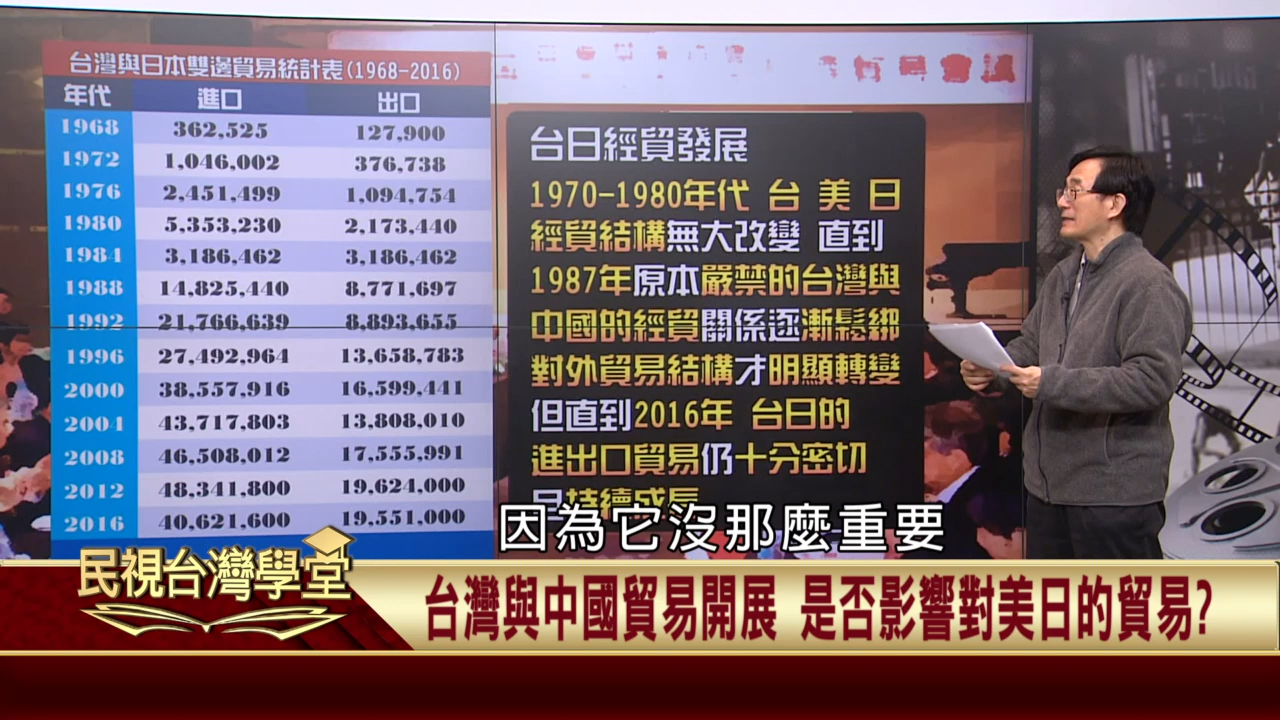 台灣與日本雙邊貿易統計表(1968-2016)
年代 進口 出口
1968 362,525 127,900
1972 1,046,002 376,738
1976 2,451,499 1,094,754
1980 5,353,230 2,173,440
1984 3,186,462 3,186,462
1988 14,825,440 8,771,697
1992 21,766,639 8,893,655
1996 27,492,964 13,658,783
2000 38,557,916 16,599,441
2004 43,717,803 13,808,010
2008 46,508,012 17,555,991
2012 48,341,800 19,624,000
2016 40,621,600 19,551,000
台日經貿發展
1970-1980年代 台 美 日
經貿結構無大改變 直到
1987年原本嚴禁的台灣與
中國的經貿關係逐漸鬆綁
對外貿易結構才明顯轉變
但直到2016年 台日的
進出口貿易仍十分密切
且持續成長
因為它沒那麼重要
民視台灣學堂
台灣與中國貿易開展 是否影響對美日的貿易?